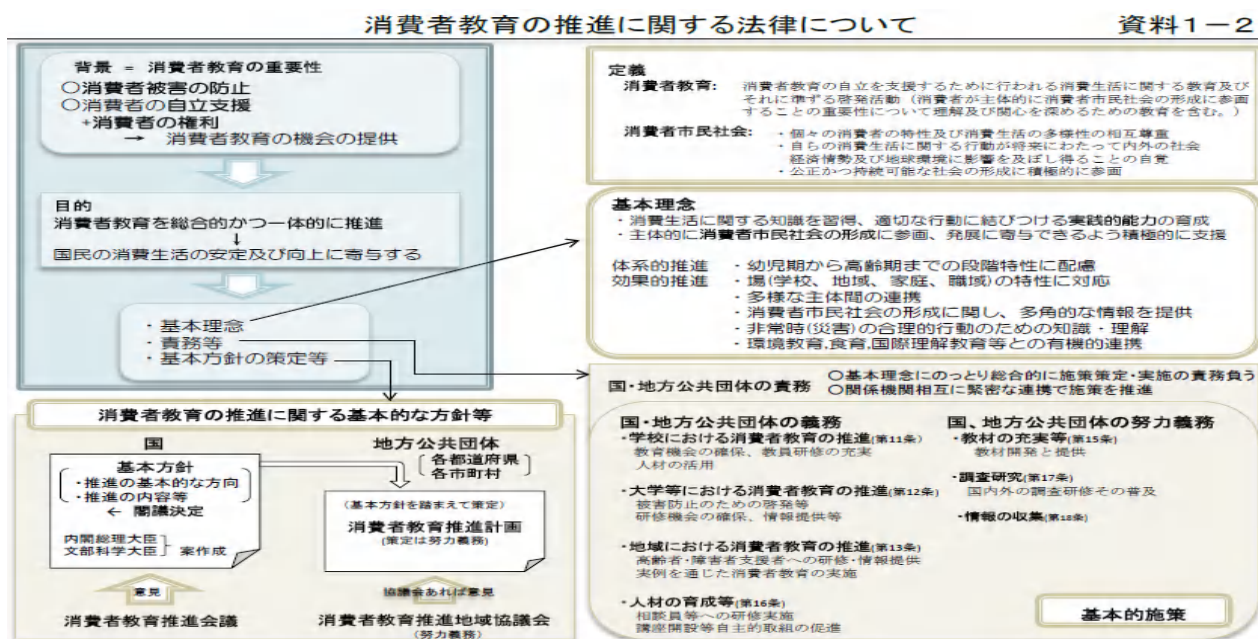 消費者教育の推進に関する法律について 資料1-2
背景 = 消費者教育の重要性
○消費者被害の防止
○消費者の自立支援
+消費者の権利
→ 消費者教育の機会の提供
目的
消費者教育を総合的かつ一体的に推進
↓
国民の消費生活の安定及び向上に寄与する
・基本理念
・責務等
・基本方針の策定等
定義
消費者教育: 消費者教育の自立を支援するために行われる消費生活に関する教育及び
それに準ずる啓発活動(消費者が主体的に消費者市民社会の形成に参画
することの重要性について理解及び関心を深めるための教育を含む。)
消費者市民社会: ・個々の消費者の特性及び消費生活の多様性の相互尊重
・自らの消費生活に関する行動が将来にわたって内外の社会
経済情勢及び地球環境に影響を及ぼし得ることの自覚
・公正かつ持続可能な社会の形成に積極的に参画
基本理念
・消費生活に関する知識を習得、適切な行動に結びつける実践的能力の育成
・主体的に消費者市民社会の形成に参画、発展に寄与できるよう積極的に支援
体系的推進 ・幼児期から高齢期までの段階特性に配慮
効果的推進 ・場(学校、地域、家庭、職域)の特性に対応
・多様な主体間の連携
・消費者市民社会の形成に関し、多角的な情報を提供
・非常時(災害)の合理的行動のための知識・理解
・環境教育,食育,国際理解教育等との有機的連携
国・地方公共団体の責務 ○基本理念にのっとり総合的に施策策定・実施の責務負う
○関係機関相互に緊密な連携で施策を推進
国・地方公共団体の義務
・学校における消費者教育の推進(第11条)
教育機会の確保、教員研修の充実
人材の活用
・大学等における消費者教育の推進(第12条)
被害防止のための啓発等
研修機会の確保、情報提供等
・地域における消費者教育の推進(第13条)
高齢者・障害者支援者への研修・情報提供
実例を通じた消費者教育の実施
・人材の育成等(第16条)
相談員等への研修実施
講座開設等自主的取組の促進
国、地方公共団体の努力義務
・教材の充実等(第15条)
教材開発と提供
・調査研究(第17条)
国内外の調査研修その普及
・情報の収集(第18条)
基本的施策
消費者教育の推進に関する基本的な方針等
国
基本方針
・推進の基本的な方向
・推進の内容等
← 閣議決定
内閣総理大臣
文部科学大臣 案作成
意見
消費者教育推進会議
地方公共団体
各都道府県
各市町村
(基本方針を踏まえて策定)
消費者教育推進計画
(策定は努力義務)
協議会あれば意見
消費者教育推進地域協議会
(努力義務)